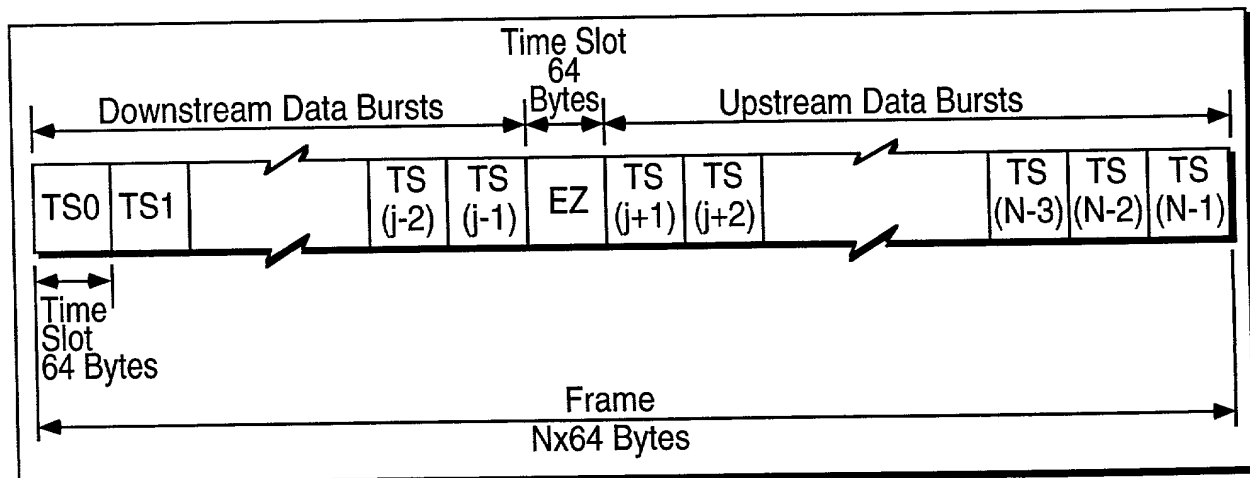 Time Slot
64
Bytes
Downstream Data Bursts
Upstream Data Bursts
TS0
TS1
TS
(j-2)
TS
(j-1)
EZ
TS
(j+1)
TS
(j+2)
TS
(N-3)
TS
(N-2)
TS
(N-1)
Time
Slot
64 Bytes
Frame
Nx64 Bytes